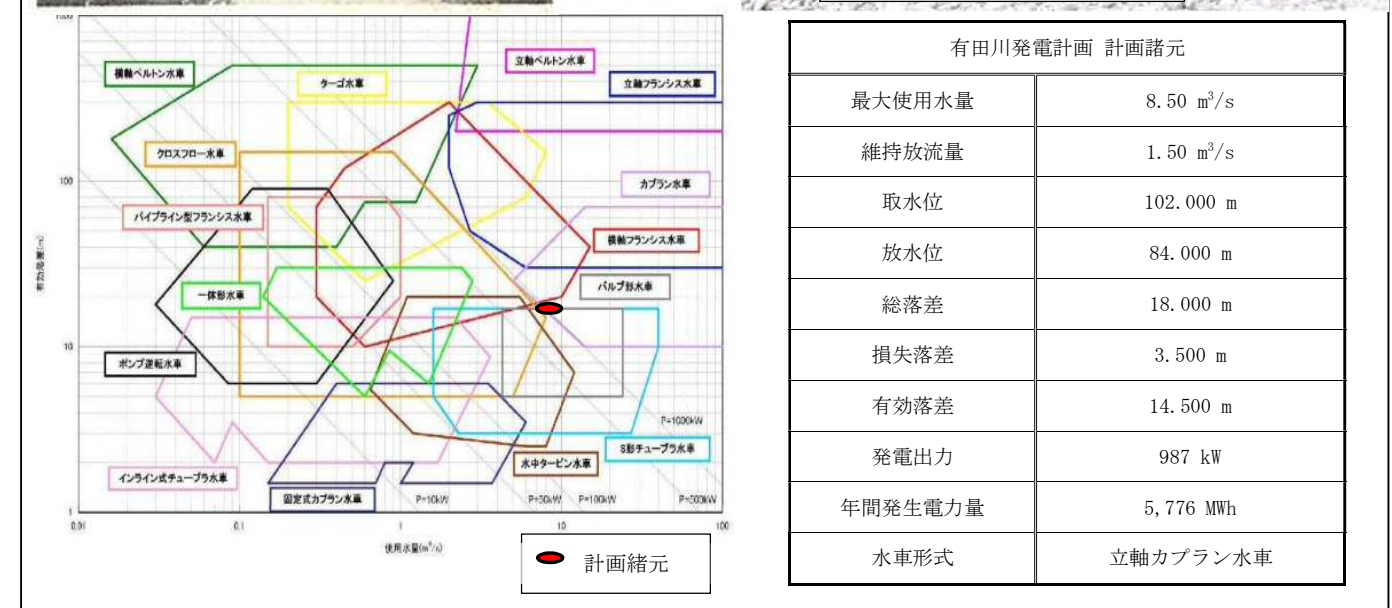 1000
横軸ペルトン水車
ターゴ水車
立軸ペルトン水車
立軸フランシス水車
クロスフロー水車
100
カプラン水車
パイプライン型フランシス水車
横軸フランシス水車
有効落差(m)
一体形水車
バルブ形水車
10
ポンプ逆転水車
P=1000kW
S形チューブラ水車
水中タービン水車
インライン式チューブラ水車
固定式カプラン水車
P=10kW
P=50kW
P=100kW
P=500kW
1
0.01
0.1
1
10
100
使用水量(m³/s)
計画緒元
有田川発電計画 計画諸元
最大使用水量 8.50 m³/s
維持放流量 1.50 m³/s
取水位 102.000 m
放水位 84.000 m
総落差 18.000 m
損失落差 3.500 m
有効落差 14.500 m
発電出力 987 kW
年間発生電力量 5,776 MWh
水車形式 立軸カプラン水車